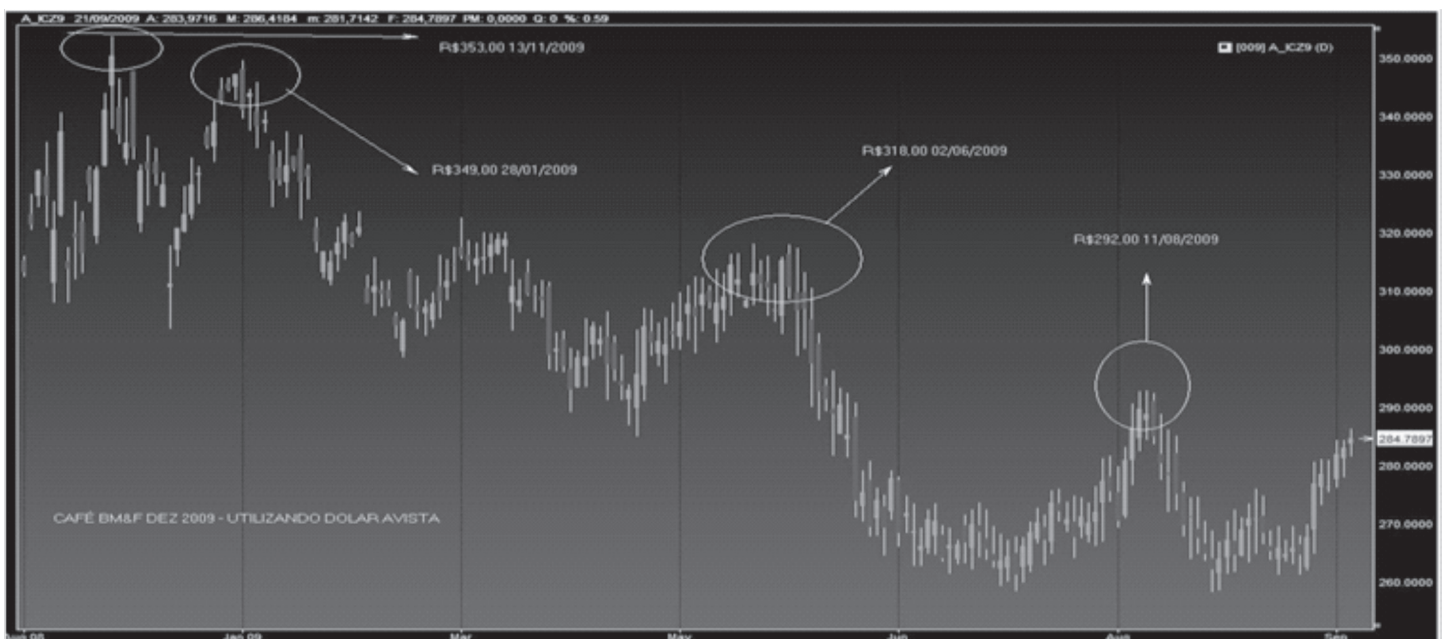 A_ICZ9 21/09/2009 A: 283,9716 M: 286,4184 m: 281,7142 F: 284,7897 PM: 0,0000 Q: 0 %: 0.59
R$353,00 13/11/2009
[009] A_ICZ9 (D)
350.0000
340.0000
R$318,00 02/06/2009
R$349,00 28/01/2009
330.0000
R$292,00 11/08/2009
320.0000
310.0000
300.0000
290.0000
284.7897
280.0000
CAFÉ BM&F DEZ 2009 - UTILIZANDO DOLAR AVISTA
270.0000
260.0000
Jan 09 Mar May Jun Aug Sep